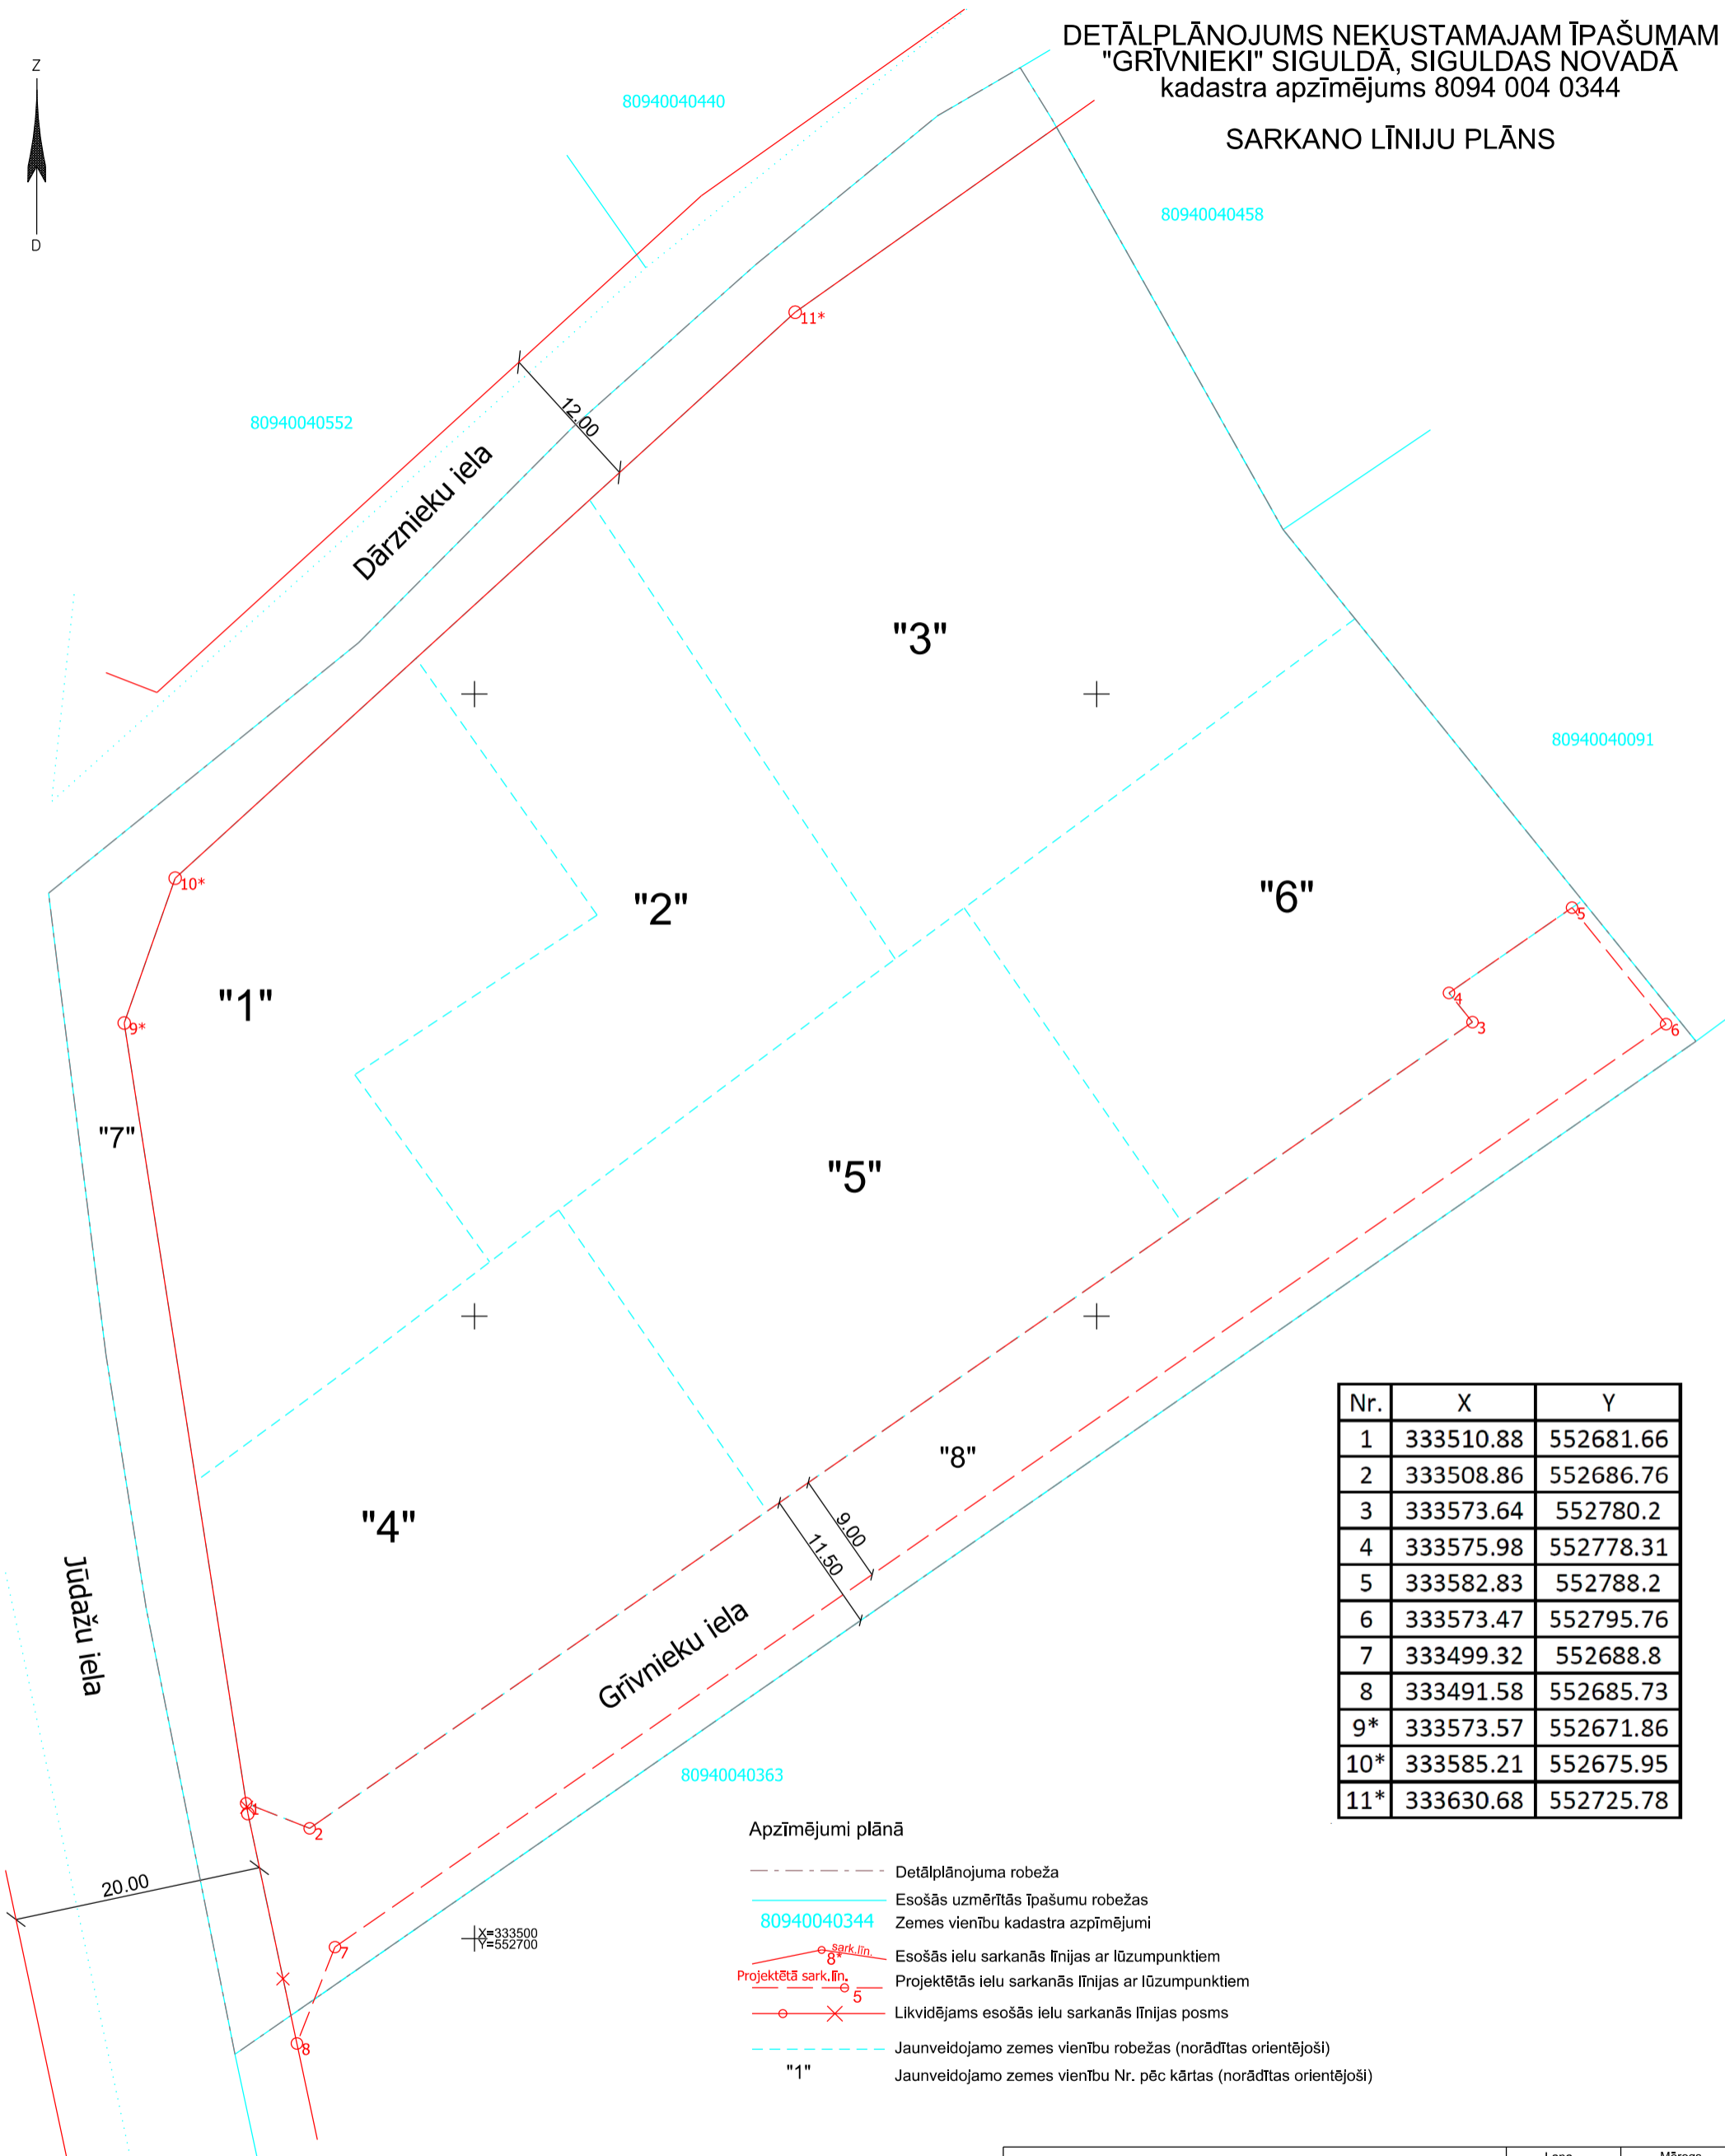 DETĀLPLĀNOJUMS NEKUSTAMAJAM ĪPAŠUMAM
"GRĪVNIEKI" SIGULDĀ, SIGULDAS NOVADĀ
kadastra apzīmējums 8094 004 0344
SARKANO LĪNIJU PLĀNS
Z
D
80940040440
80940040458
11*
80940040552
12.00
Dārznieku iela
"3"
80940040091
10*
"2"
"6"
5
"1"
4
9*
3
6
"7"
"5"
"8"
"4"
9.00
11.50
Jūdažu iela
Grīvnieku iela
80940040363
1
2
20.00
7
X=333500
Y=552700
8
Nr. X Y
1 333510.88 552681.66
2 333508.86 552686.76
3 333573.64 552780.2
4 333575.98 552778.31
5 333582.83 552788.2
6 333573.47 552795.76
7 333499.32 552688.8
8 333491.58 552685.73
9* 333573.57 552671.86
10* 333585.21 552675.95
11* 333630.68 552725.78
Apzīmējumi plānā
Detālplānojuma robeža
Esošās uzmērītās īpašumu robežas
80940040344 Zemes vienību kadastra azpīmējumi
sark.līn.
8*
Esošās ielu sarkanās līnijas ar lūzumpunktiem
Projektētā sark.līn.
5
Projektētās ielu sarkanās līnijas ar lūzumpunktiem
Likvidējams esošās ielu sarkanās līnijas posms
Jaunveidojamo zemes vienību robežas (norādītas orientējoši)
"1" Jaunveidojamo zemes vienību Nr. pēc kārtas (norādītas orientējoši)